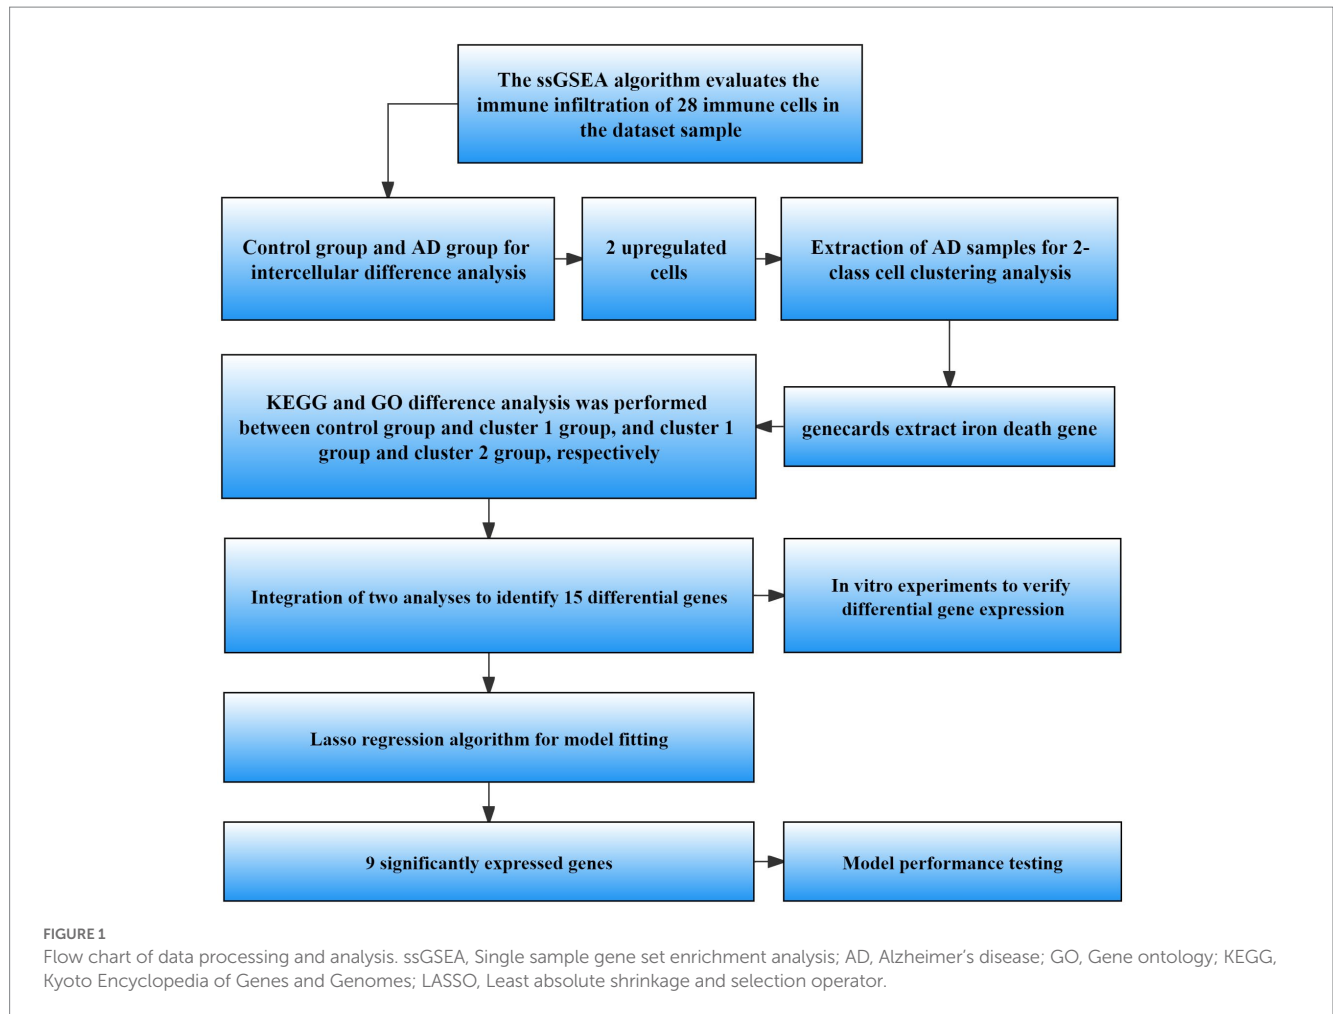 The ssGSEA algorithm evaluates the
immune infiltration of 28 immune cells in
the dataset sample
Control group and AD group for
intercellular difference analysis
2 upregulated
cells
Extraction of AD samples for 2-
class cell clustering analysis
genecards extract iron death gene
KEGG and GO difference analysis was performed
between control group and cluster 1 group, and cluster 1
group and cluster 2 group, respectively
Integration of two analyses to identify 15 differential genes
In vitro experiments to verify
differential gene expression
Lasso regression algorithm for model fitting
9 significantly expressed genes
Model performance testing
FIGURE 1
Flow chart of data processing and analysis. ssGSEA, Single sample gene set enrichment analysis; AD, Alzheimer's disease; GO, Gene ontology; KEGG,
Kyoto Encyclopedia of Genes and Genomes; LASSO, Least absolute shrinkage and selection operator.